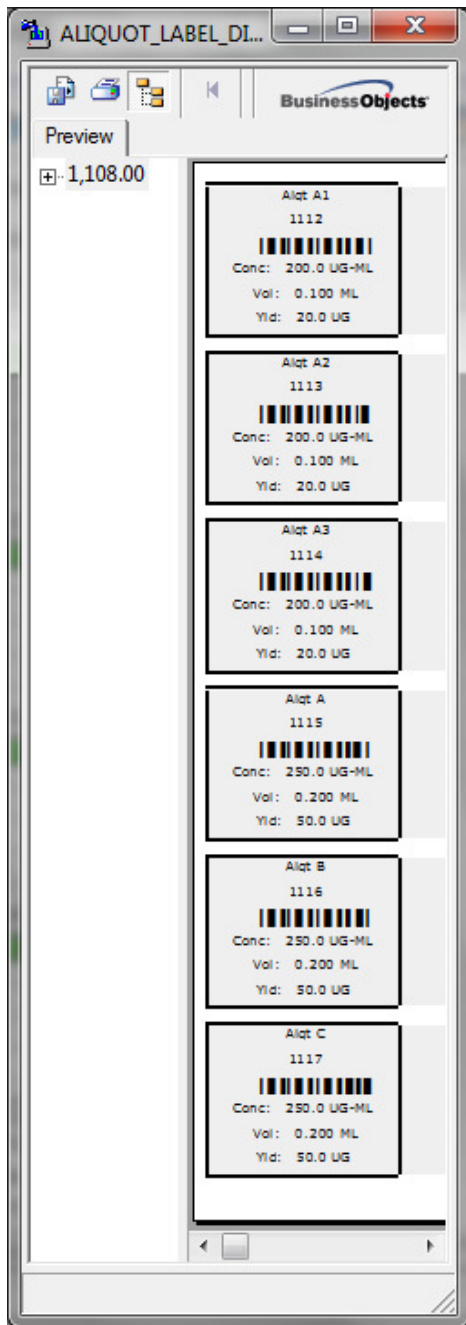 ALIQUOT_LABEL_DI...
BusinessObjects
Preview
1,108.00
Alqt A1
1112
Conc: 200.0 UG-ML
Vol: 0.100 ML
Yld: 20.0 UG
Alqt A2
1113
Conc: 200.0 UG-ML
Vol: 0.100 ML
Yld: 20.0 UG
Alqt A3
1114
Conc: 200.0 UG-ML
Vol: 0.100 ML
Yld: 20.0 UG
Alqt A
1115
Conc: 250.0 UG-ML
Vol: 0.200 ML
Yld: 50.0 UG
Alqt B
1116
Conc: 250.0 UG-ML
Vol: 0.200 ML
Yld: 50.0 UG
Alqt C
1117
Conc: 250.0 UG-ML
Vol: 0.200 ML
Yld: 50.0 UG